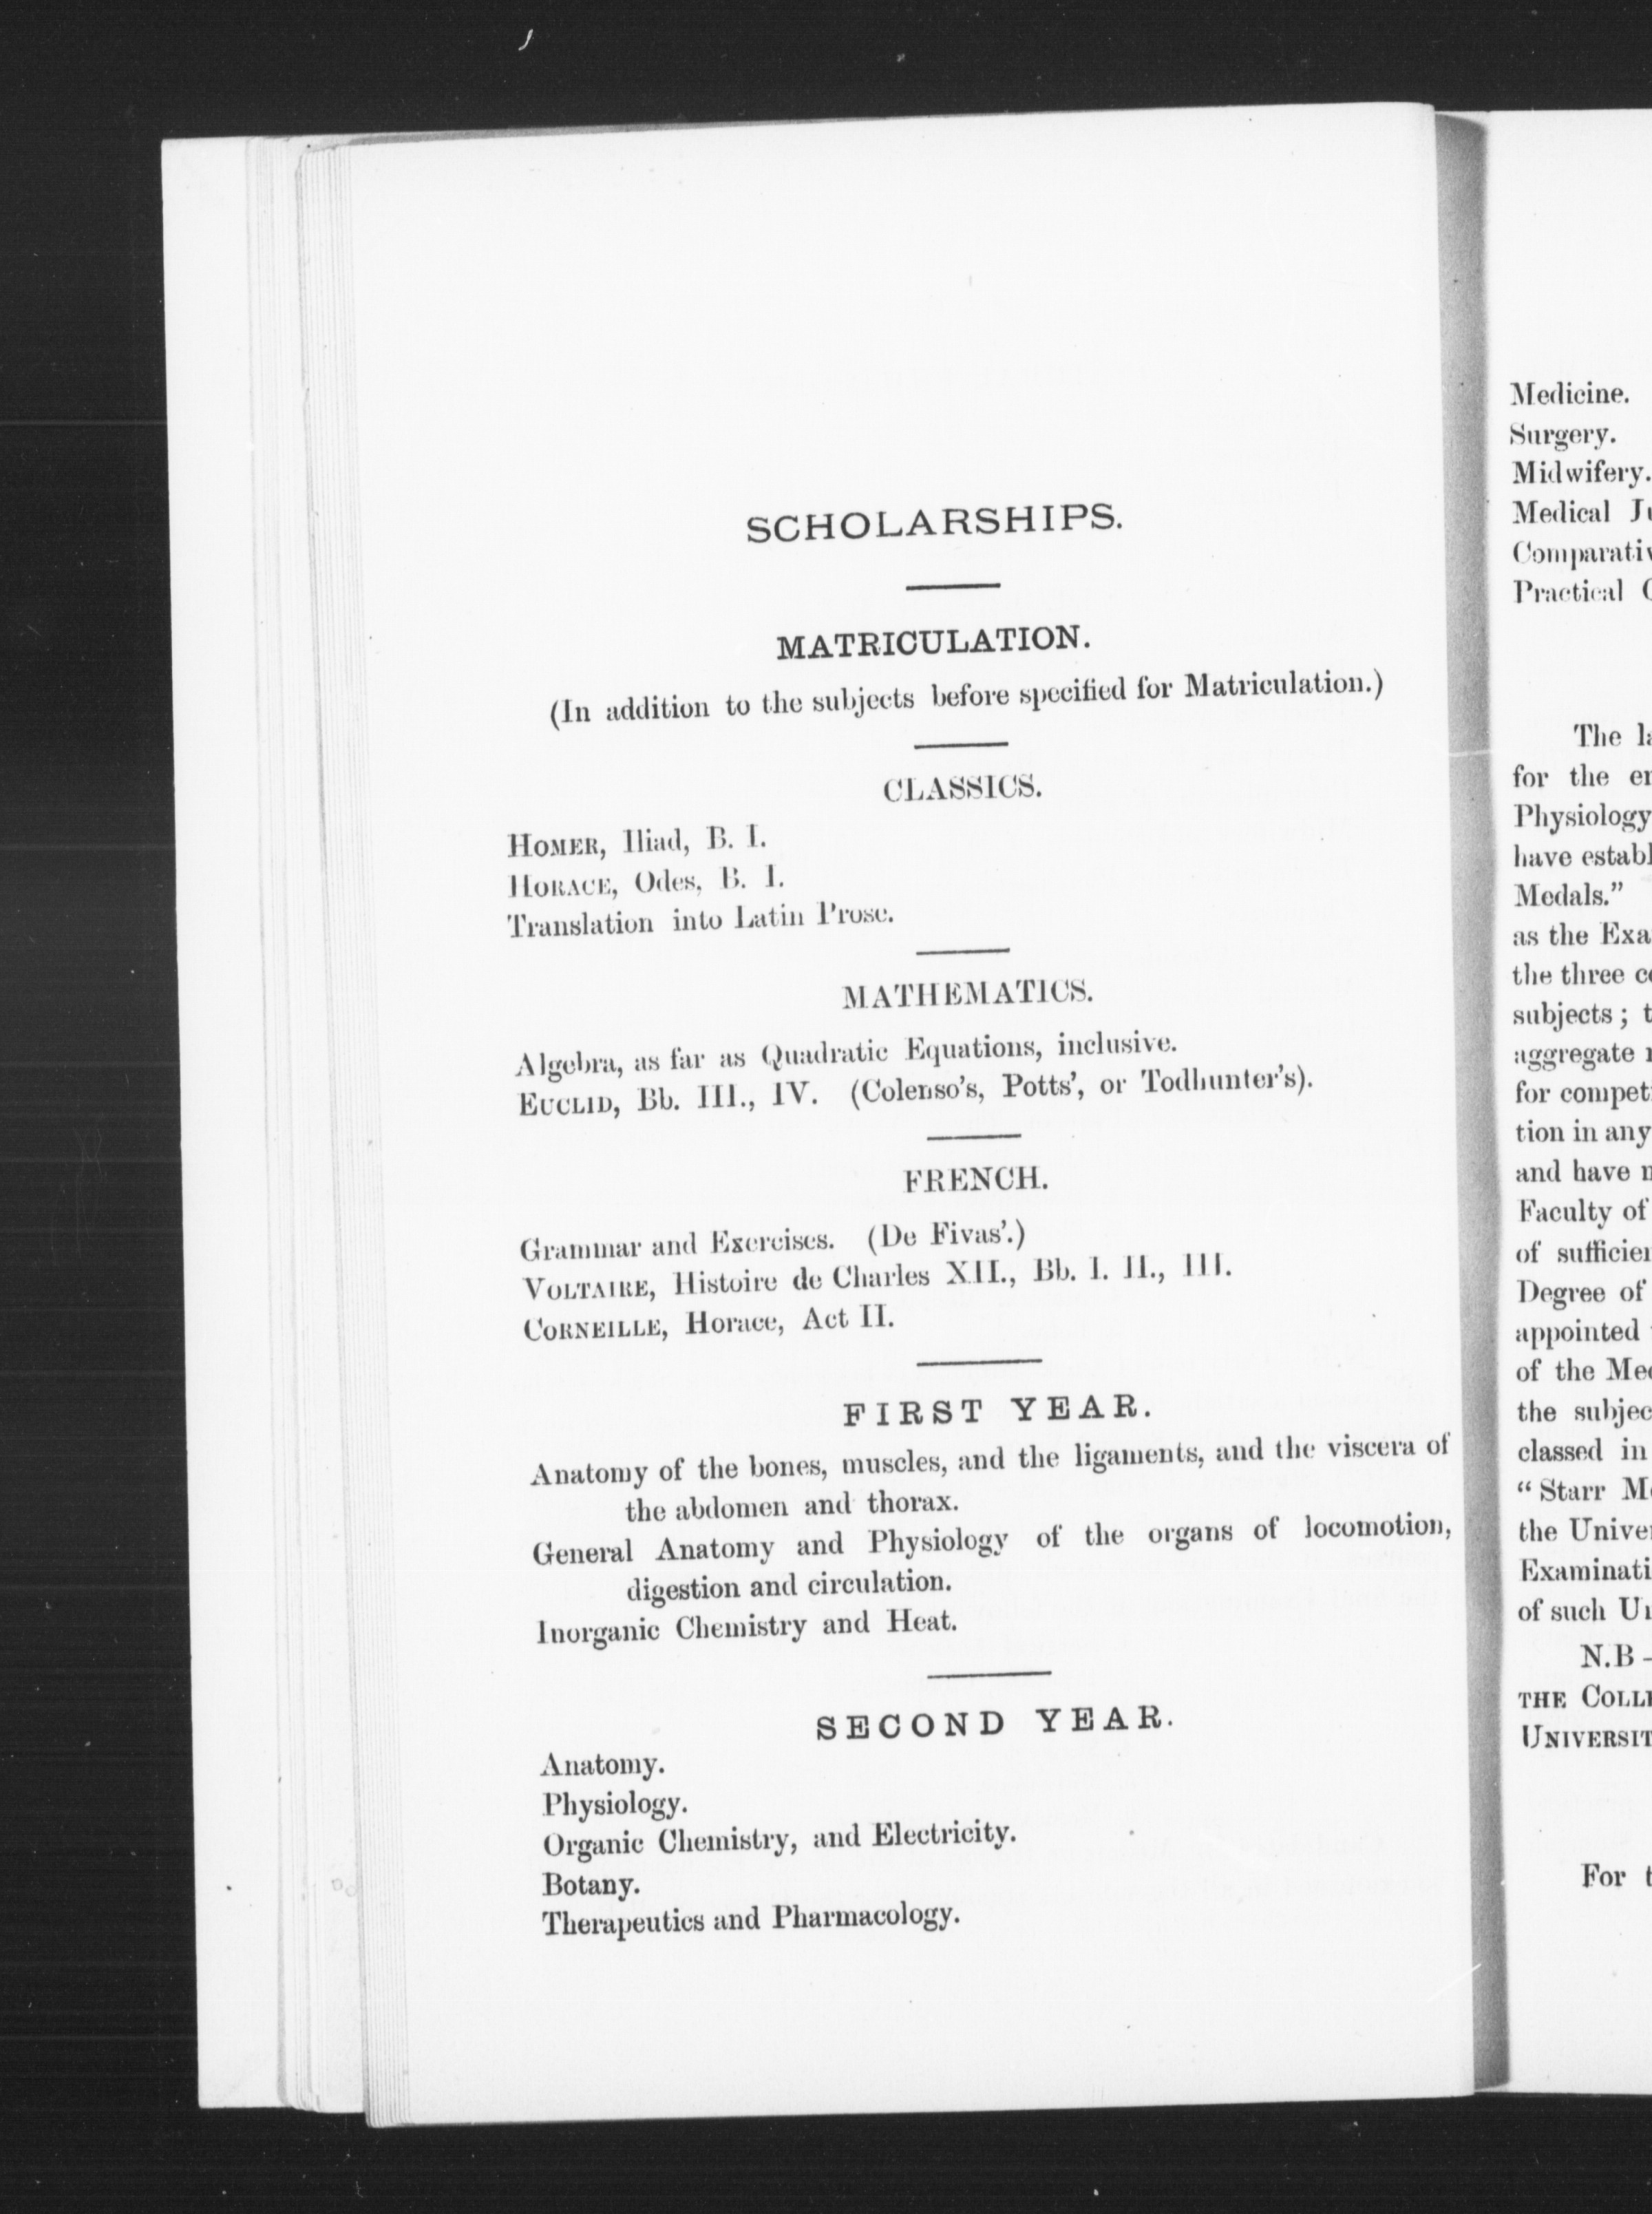 SCHOLARSHIPS.
MATRICULATION.
(In addition to the subjects before specified for Matriculation.)
CLASSICS.
HOMER, Iliad, B. I.
HORACE, Odes, B. I.
Translation into Latin Prose.
MATHEMATICS.
Algebra, as far as Quadratic Equations, inclusive.
EUCLID, Bb. III., IV. (Colenso's, Potts', or Todhunter's).
FRENCH.
Grammar and Exercises. (De Fivas'.)
VOLTAIRE, Histoire de Charles XII., Bb. I. II., III.
CORNEILLE, Horace, Act II.
FIRST YEAR.
Anatomy of the bones, muscles, and the ligaments, and the viscera of
the abdomen and thorax.
General Anatomy and Physiology of the organs of locomotion,
digestion and circulation.
Inorganic Chemistry and Heat.
SECOND YEAR.
Anatomy.
Physiology.
Organic Chemistry, and Electricity.
Botany.
Therapeutics and Pharmacology.
Medicine.
Surgery.
Midwifery.
Medical
Practical
The
for the
Physiology
have
Medals."
as the
the three
subjects;
aggregate
for
tion in any
and have
Faculty of
of
Degree of
appointed
of the
the
classed in
"Starr
the
of such
N.B
THE
For